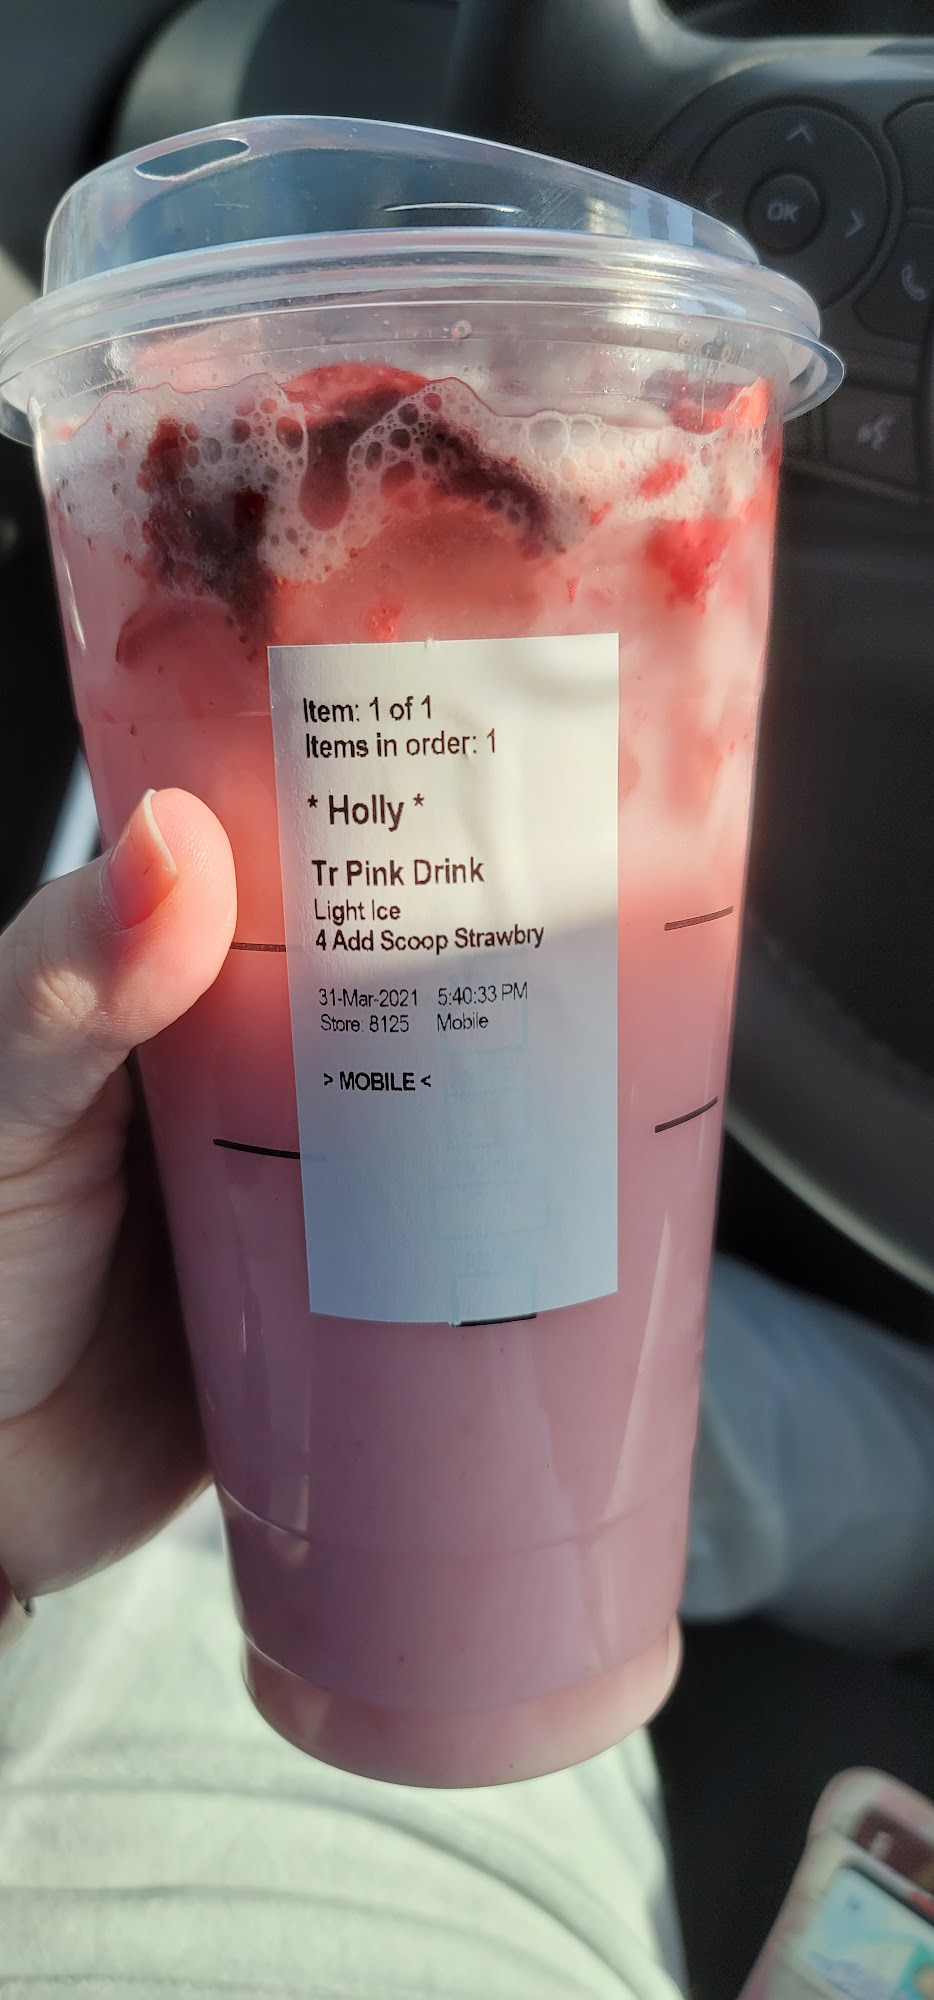 OK
Item: 1 of 1
Items in order: 1
* Holly *
Tr Pink Drink
Light Ice
4 Add Scoop Strawbry
31-Mar-2021 5:40:33 PM
Store: 8125 Mobile
> MOBILE <